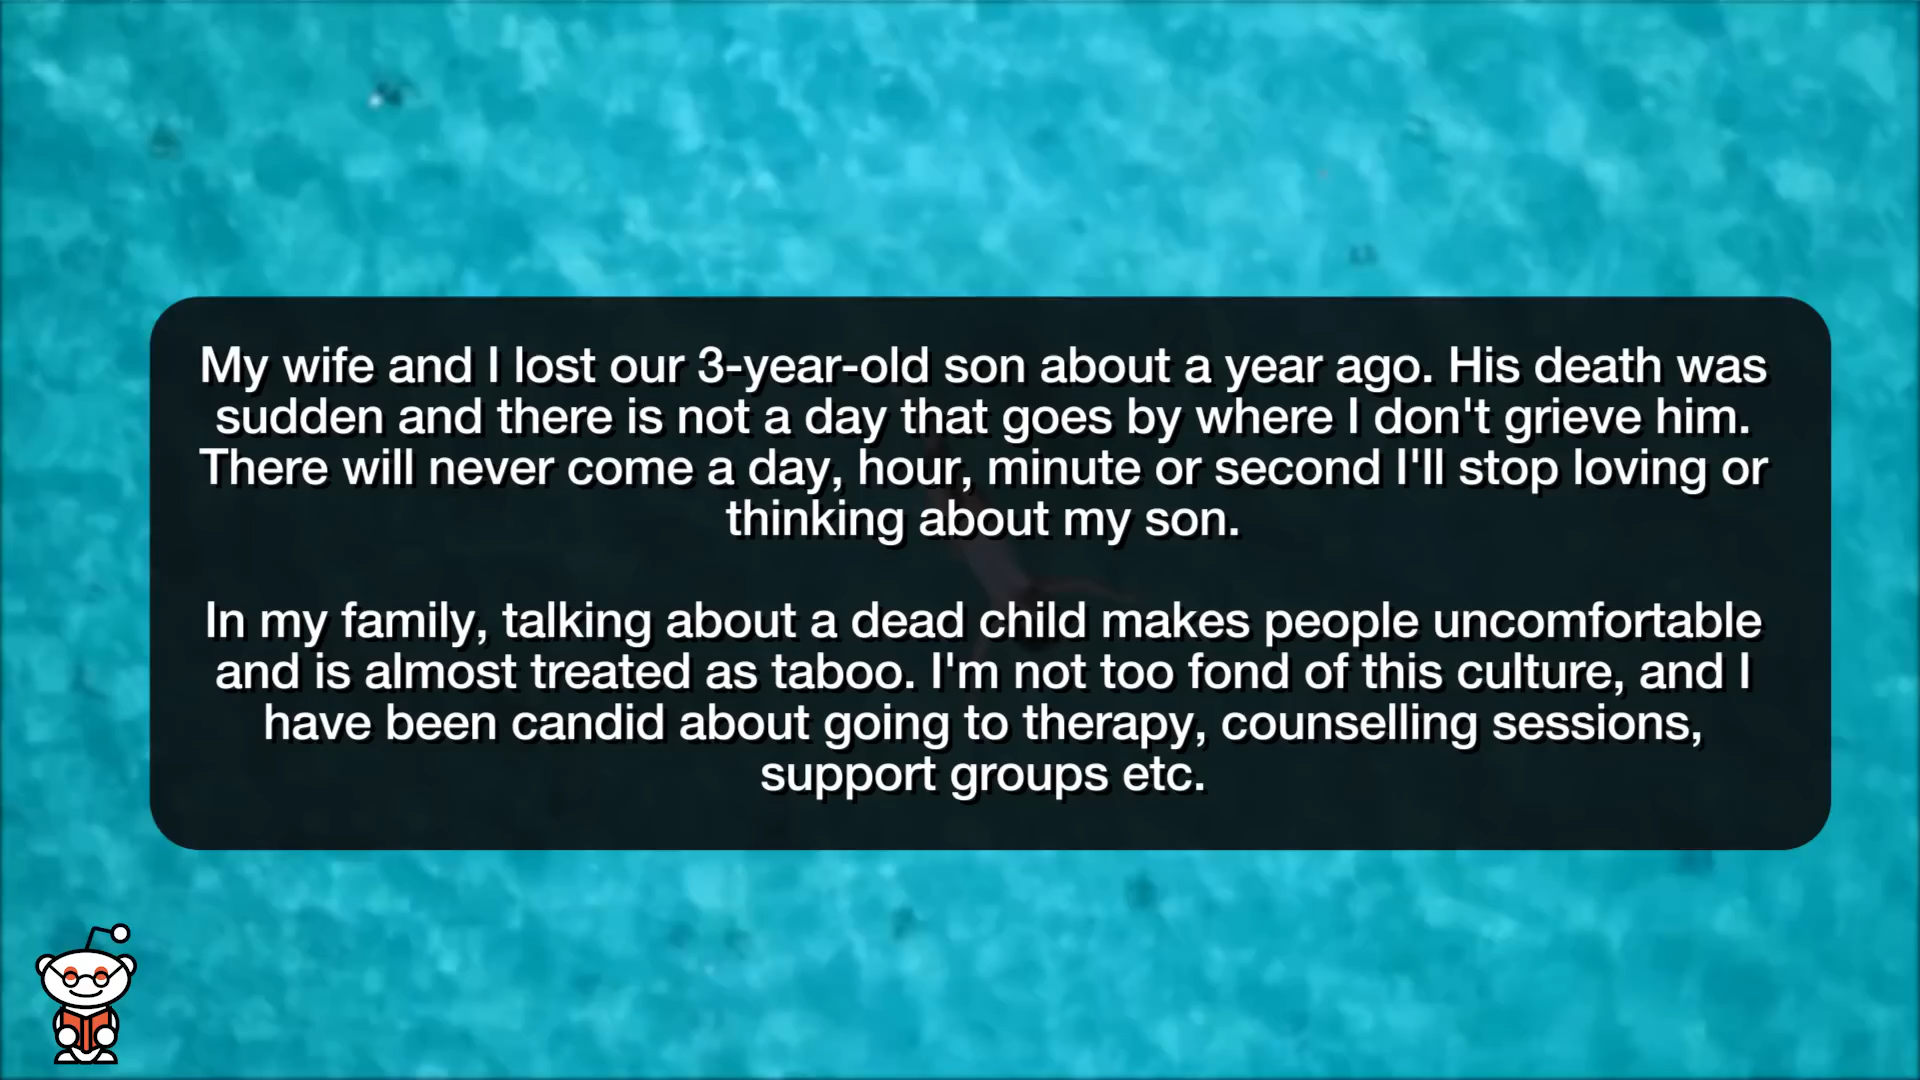 My wife and I lost our 3-year-old son about a year ago. His death was
sudden and there is not a day that goes by where I don't grieve him.
There will never come a day, hour, minute or second I'll stop loving or
thinking about my son.
In my family, talking about a dead child makes people uncomfortable
and is almost treated as taboo. I'm not too fond of this culture, and I
have been candid about going to therapy, counselling sessions,
support groups etc.